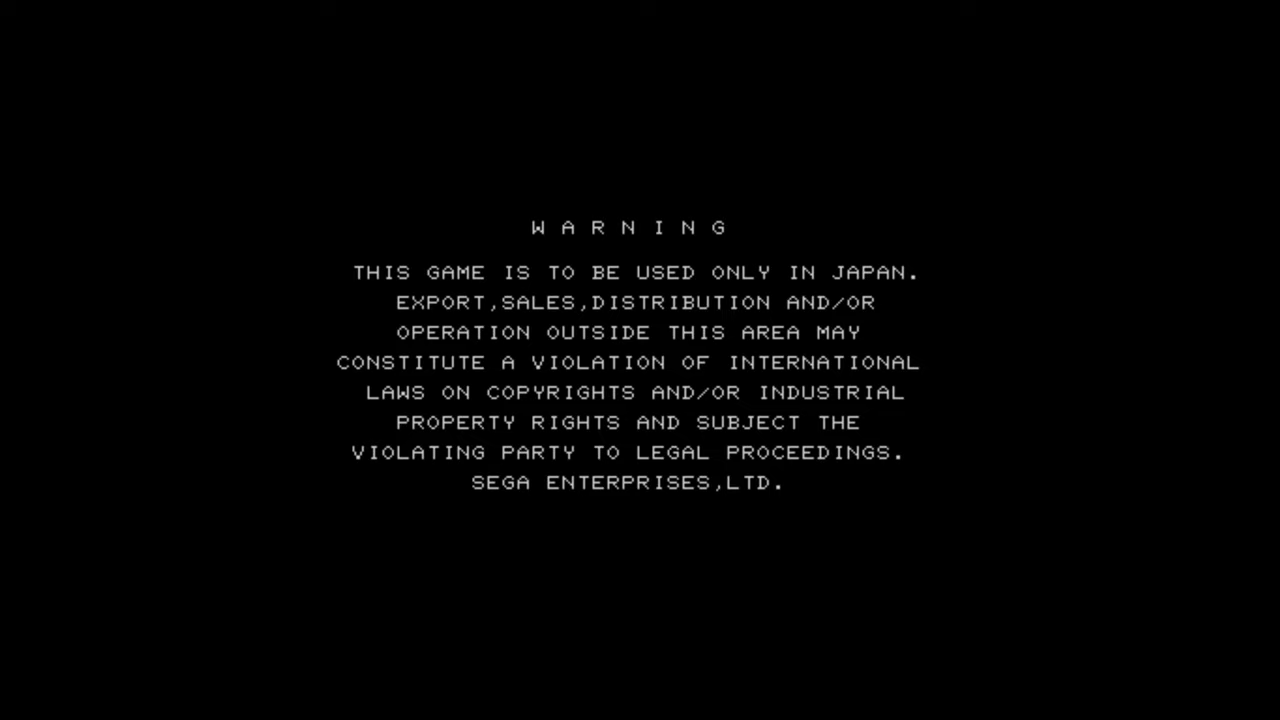 W A R N I N G
THIS GAME IS TO BE USED ONLY IN JAPAN.
EXPORT,SALES,DISTRIBUTION AND/OR
OPERATION OUTSIDE THIS AREA MAY
CONSTITUTE A VIOLATION OF INTERNATIONAL
LAWS ON COPYRIGHTS AND/OR INDUSTRIAL
PROPERTY RIGHTS AND SUBJECT THE
VIOLATING PARTY TO LEGAL PROCEEDINGS.
SEGA ENTERPRISES,LTD.